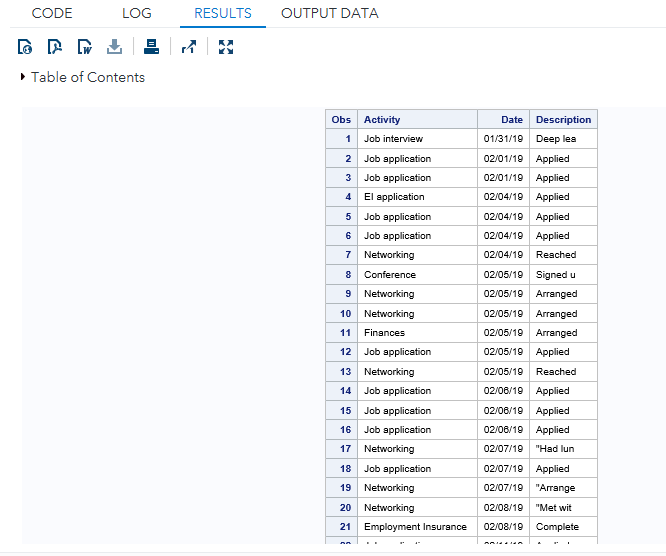 CODE LOG RESULTS OUTPUT DATA
Table of Contents
Obs Activity Date Description
1 Job interview 01/31/19 Deep lea
2 Job application 02/01/19 Applied
3 Job application 02/01/19 Applied
4 EI application 02/04/19 Applied
5 Job application 02/04/19 Applied
6 Job application 02/04/19 Applied
7 Networking 02/04/19 Reached
8 Conference 02/05/19 Signed u
9 Networking 02/05/19 Arranged
10 Networking 02/05/19 Arranged
11 Finances 02/05/19 Arranged
12 Job application 02/05/19 Applied
13 Networking 02/05/19 Reached
14 Job application 02/06/19 Applied
15 Job application 02/06/19 Applied
16 Job application 02/06/19 Applied
17 Networking 02/07/19 "Had lun
18 Job application 02/07/19 Applied
19 Networking 02/07/19 "Arrange
20 Networking 02/08/19 "Met wit
21 Employment Insurance 02/08/19 Complete